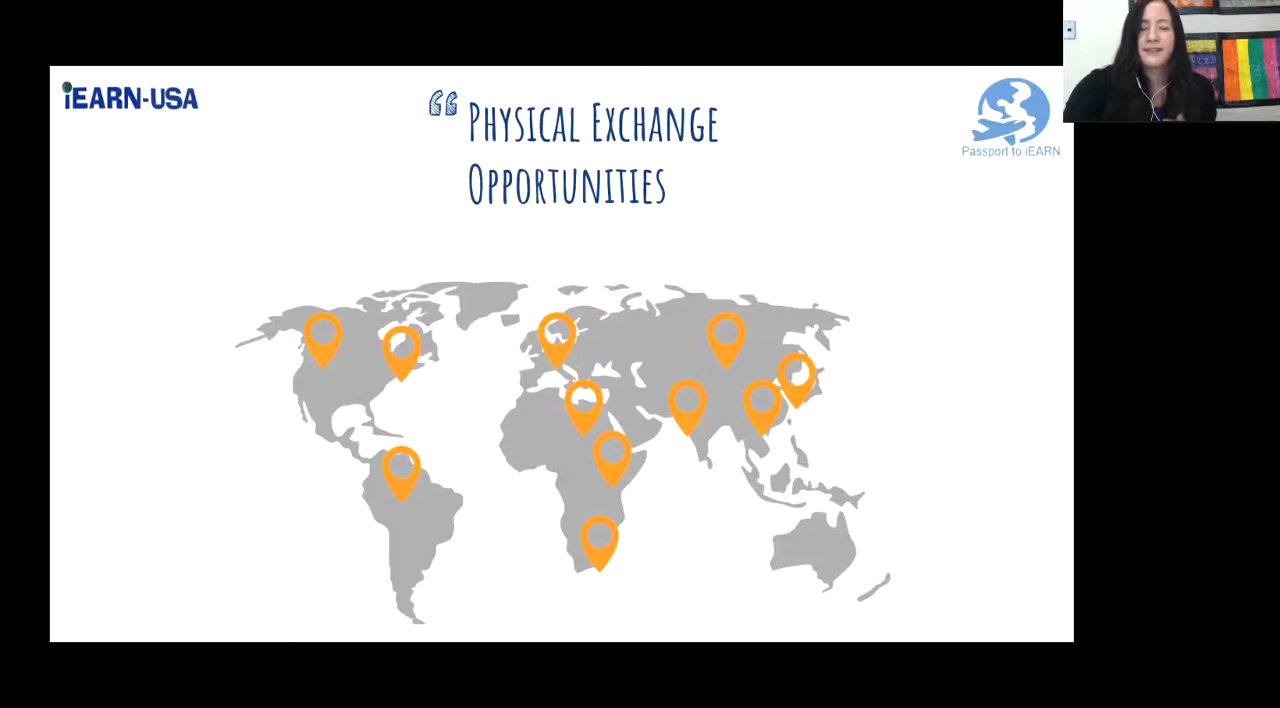 iEARN-USA
“ Physical Exchange
Opportunities
Passport to iEARN